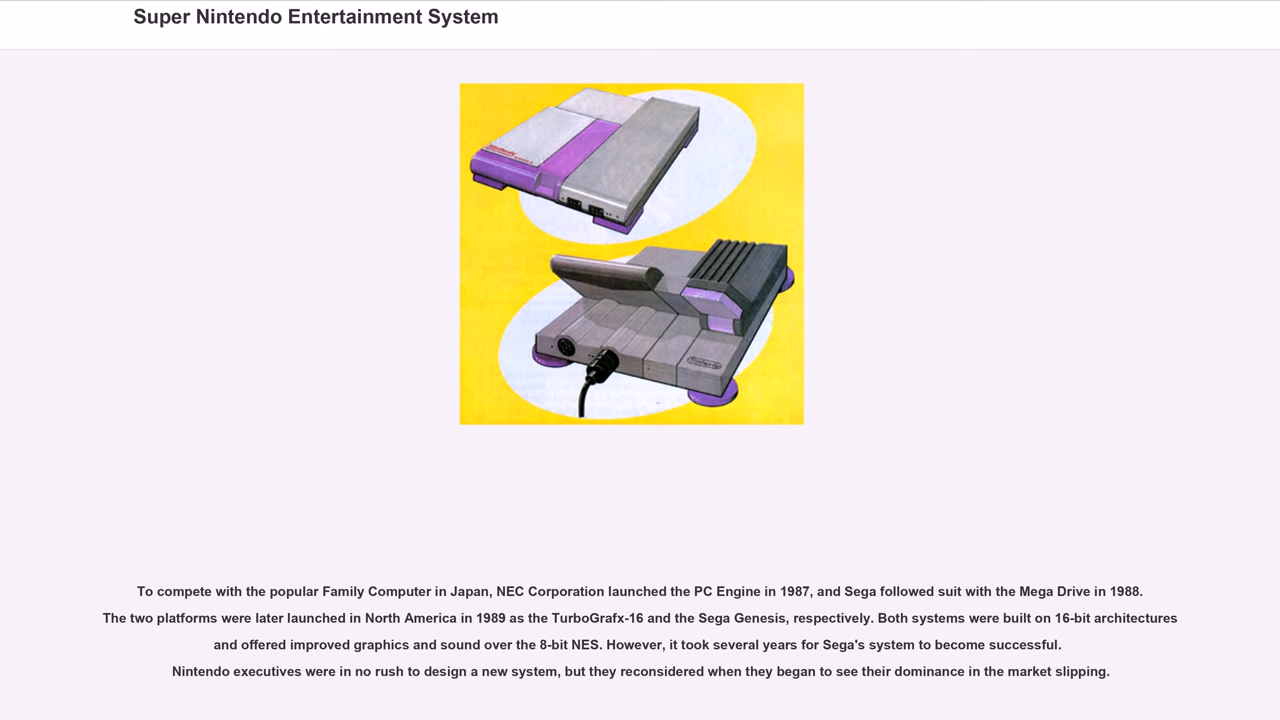 Super Nintendo Entertainment System
To compete with the popular Family Computer in Japan, NEC Corporation launched the PC Engine in 1987, and Sega followed suit with the Mega Drive in 1988.
The two platforms were later launched in North America in 1989 as the TurboGrafx-16 and the Sega Genesis, respectively. Both systems were built on 16-bit architectures
and offered improved graphics and sound over the 8-bit NES. However, it took several years for Sega's system to become successful.
Nintendo executives were in no rush to design a new system, but they reconsidered when they began to see their dominance in the market slipping.